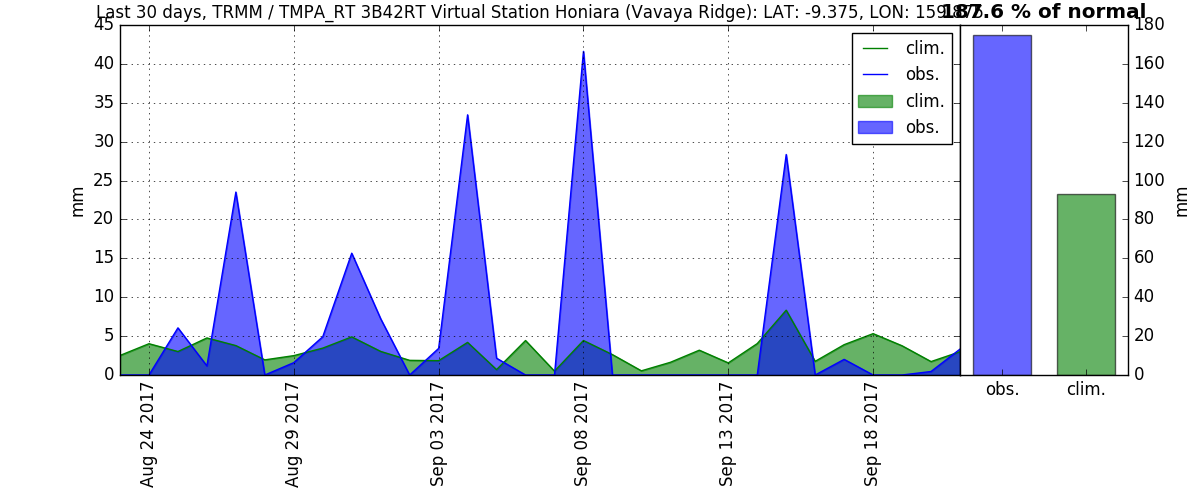 Last 30 days, TRMM / TMPA_RT 3B42RT Virtual Station Honiara (Vavaya Ridge): LAT: -9.375, LON:
187.6 % of normal
45
40
35
30
25
20
15
10
5
0
mm
clim.
obs.
clim.
obs.
Aug 24 2017
Aug 29 2017
Sep 03 2017
Sep 08 2017
Sep 13 2017
Sep 18 2017
180
160
140
120
100
80
60
40
20
0
mm
obs.
clim.